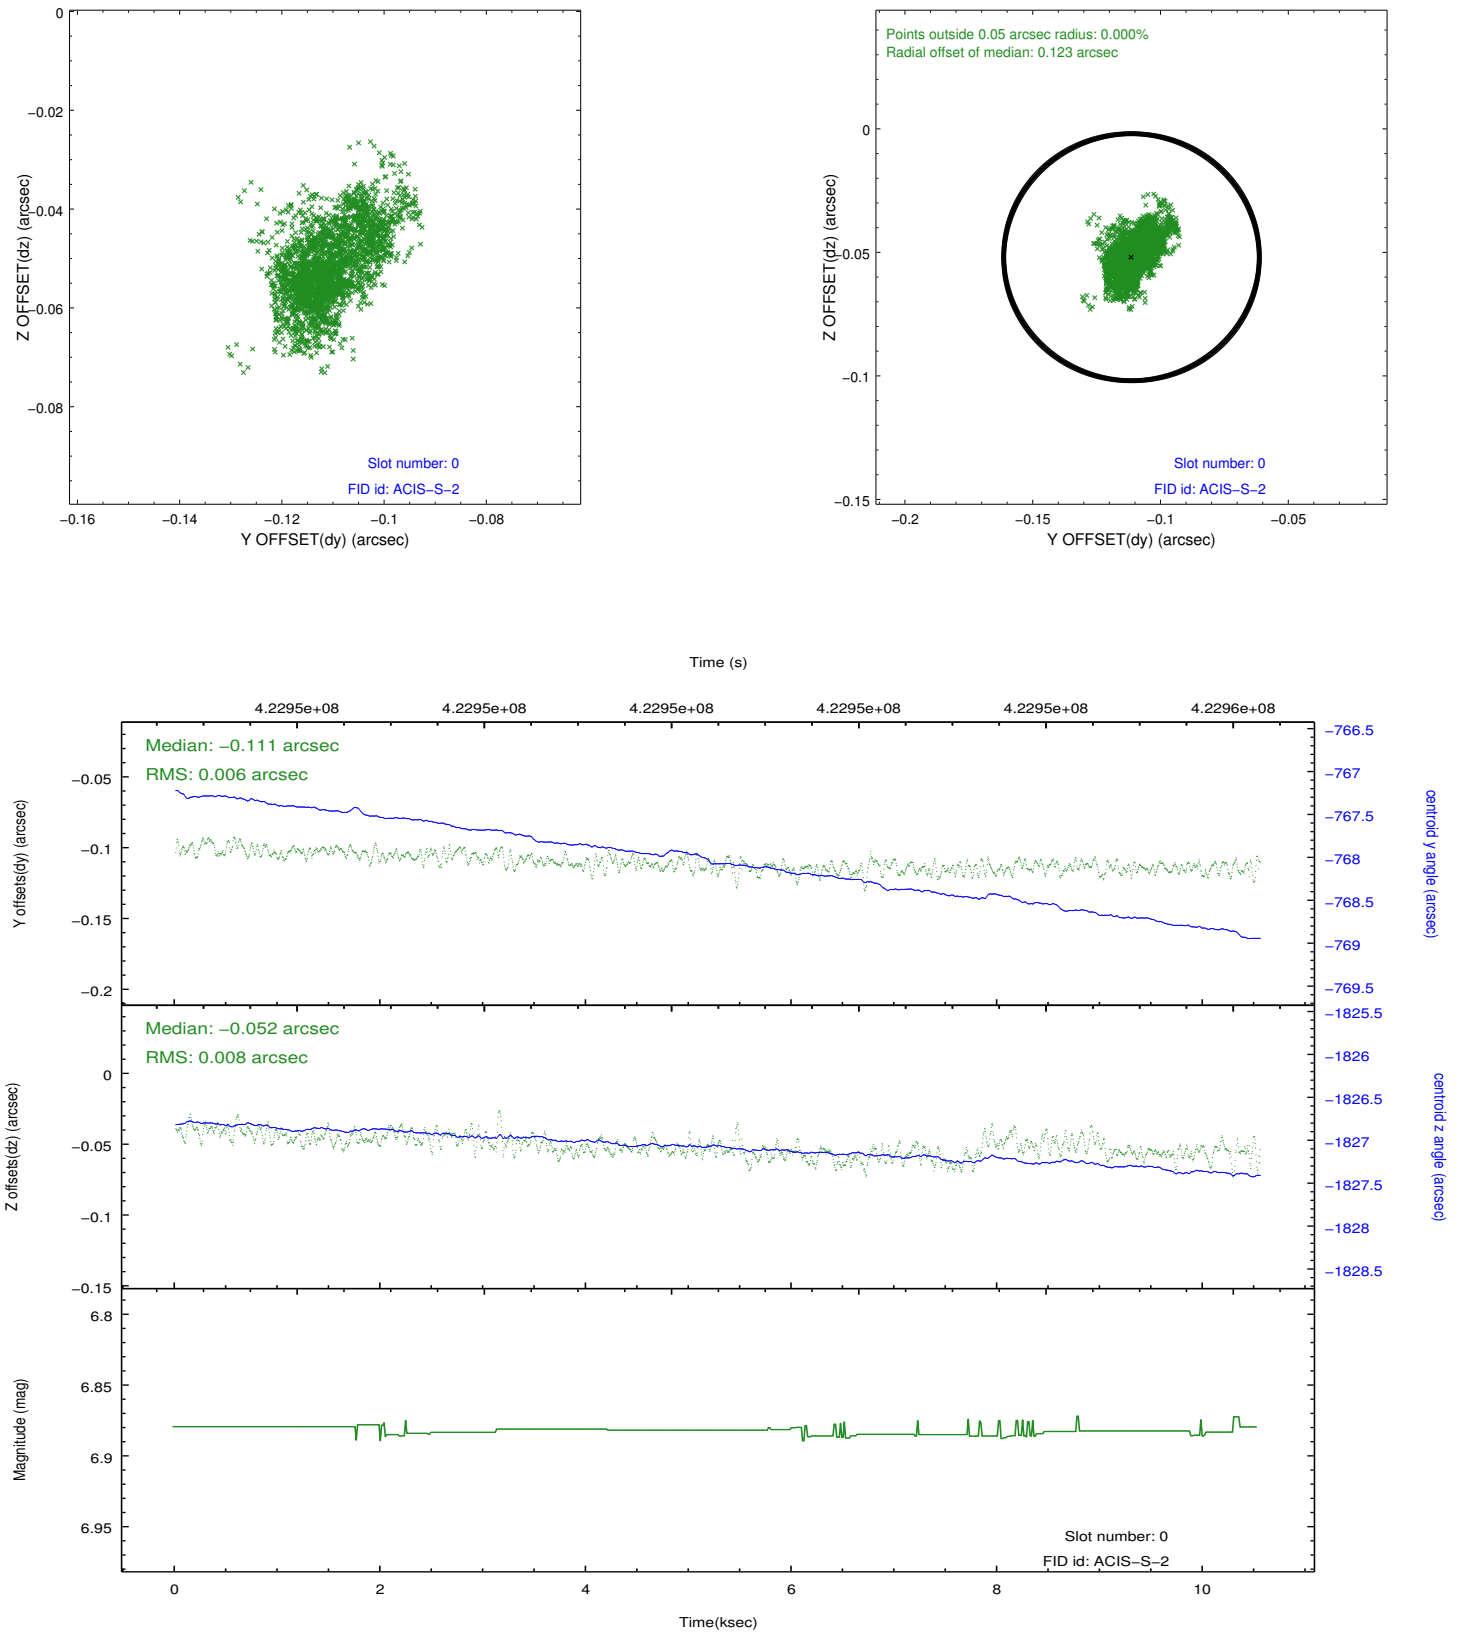 0
−0.02
−0.04
−0.06
−0.08
Z OFFSET(dz) (arcsec)
Slot number: 0
FID id: ACIS−S−2
−0.16 −0.14 −0.12 −0.1 −0.08
Y OFFSET(dy) (arcsec)
Points outside 0.05 arcsec radius: 0.000%
Radial offset of median: 0.123 arcsec
0
−0.05
−0.1
−0.15
Z OFFSET(dz) (arcsec)
Slot number: 0
FID id: ACIS−S−2
−0.2 −0.15 −0.1 −0.05
Y OFFSET(dy) (arcsec)
Time (s)
4.2295e+08 4.2295e+08 4.2295e+08 4.2295e+08 4.2295e+08 4.2296e+08
Median: −0.111 arcsec
RMS: 0.006 arcsec
−0.05
−0.1
−0.15
−0.2
Y offsets(dy) (arcsec)
−766.5
−767
−767.5
−768
−768.5
−769
−769.5
centroid y angle (arcsec)
Median: −0.052 arcsec
RMS: 0.008 arcsec
0
−0.05
−0.1
−0.15
Z offsets(dz) (arcsec)
−1825.5
−1826
−1826.5
−1827
−1827.5
−1828
−1828.5
centroid z angle (arcsec)
6.8
6.85
6.9
6.95
Magnitude (mag)
Slot number: 0
FID id: ACIS−S−2
0 2 4 6 8 10
Time(ksec)